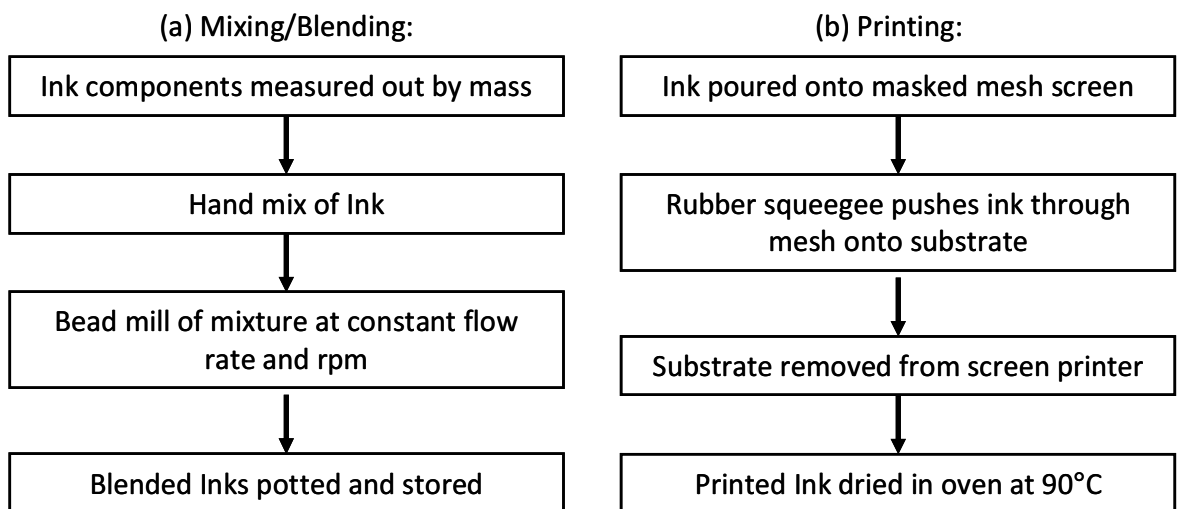 (a) Mixing/Blending:
Ink components measured out by mass
Hand mix of Ink
Bead mill of mixture at constant flow
rate and rpm
Blended Inks potted and stored
(b) Printing:
Ink poured onto masked mesh screen
Rubber squeegee pushes ink through
mesh onto substrate
Substrate removed from screen printer
Printed Ink dried in oven at 90°C